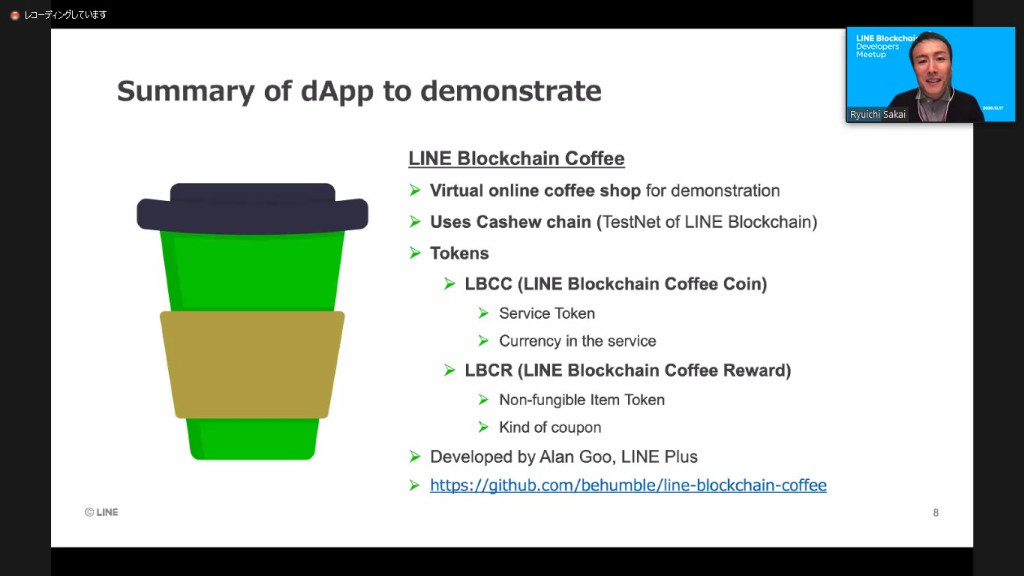 レコーディングしています
LINE Blockchain
Developers
Meetup
Ryuichi Sakai
Summary of dApp to demonstrate
LINE Blockchain Coffee
Virtual online coffee shop for demonstration
Uses Cashew chain (TestNet of LINE Blockchain)
Tokens
LBCC (LINE Blockchain Coffee Coin)
Service Token
Currency in the service
LBCR (LINE Blockchain Coffee Reward)
Non-fungible Item Token
Kind of coupon
Developed by Alan Goo, LINE Plus
https://github.com/behumble/line-blockchain-coffee
© LINE
8